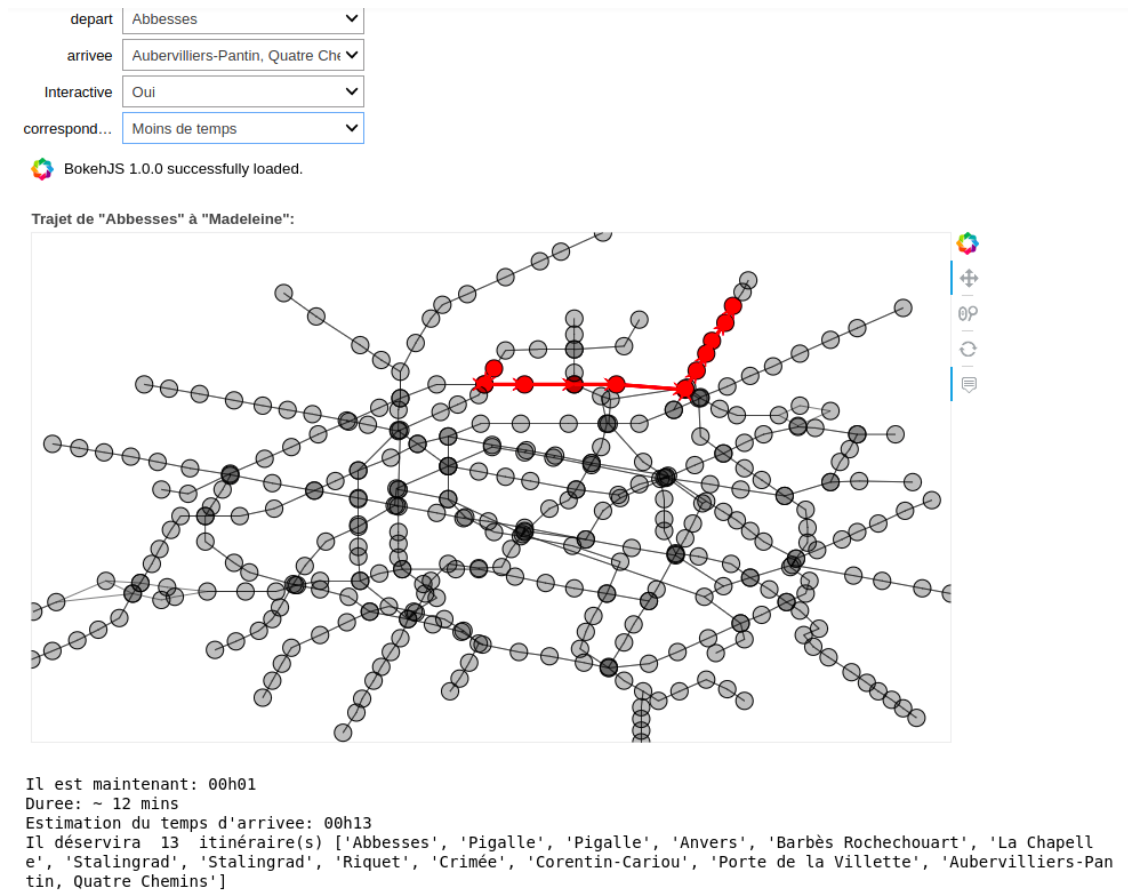 depart Abbesses
arrivee Aubervilliers-Pantin, Quatre Che
Interactive Oui
correspond… Moins de temps
BokehJS 1.0.0 successfully loaded.
Trajet de "Abbesses" à "Madeleine":
Il est maintenant: 00h01
Duree: ~ 12 mins
Estimation du temps d'arrivee: 00h13
Il déservira  13  itinéraire(s) ['Abbesses', 'Pigalle', 'Pigalle', 'Anvers', 'Barbès Rochechouart', 'La Chapell
e', 'Stalingrad', 'Stalingrad', 'Riquet', 'Crimée', 'Corentin-Cariou', 'Porte de la Villette', 'Aubervilliers-Pan
tin, Quatre Chemins']